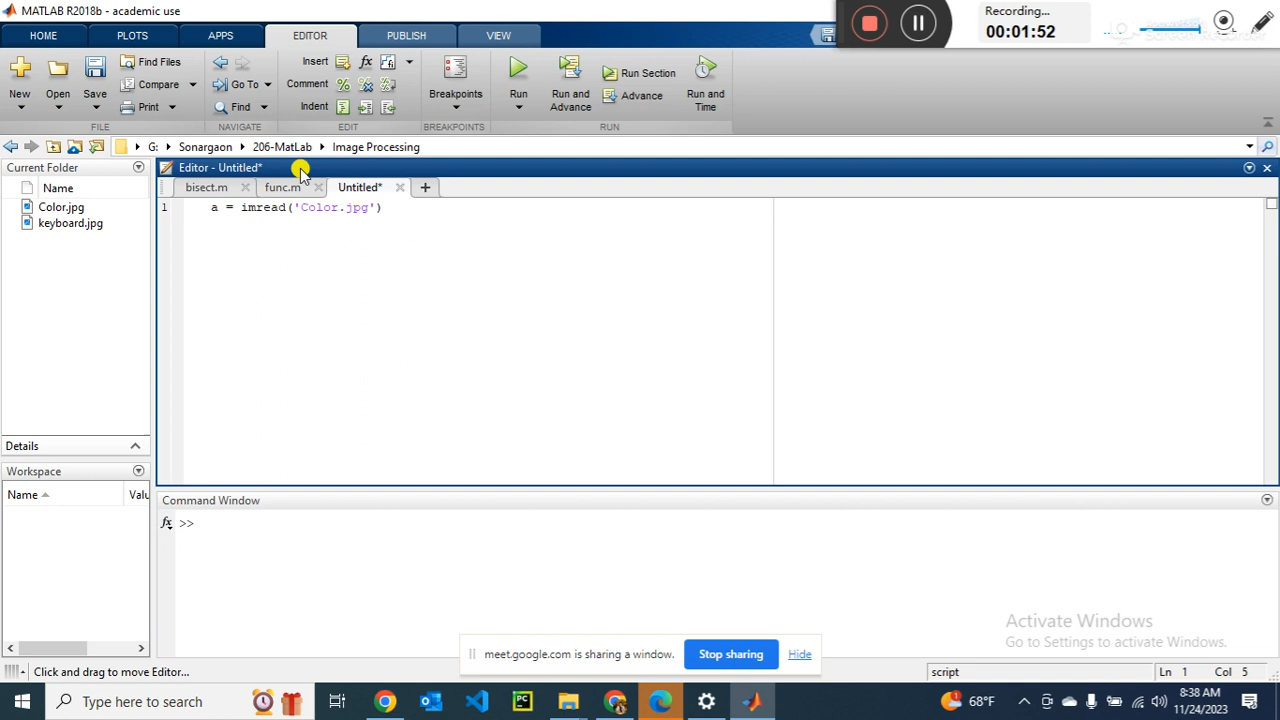 MATLAB R2018b - academic use
Recording...
00:01:52
HOME PLOTS APPS EDITOR PUBLISH VIEW
New Open Save Find Files Compare Print
Go To Find
Insert Comment Indent
Breakpoints
Run Run and Advance Run Section Advance Run and Time
FILE NAVIGATE EDIT BREAKPOINTS RUN
G: Sonargaon 206-MatLab Image Processing
Current Folder
Name
Color.jpg
keyboard.jpg
Details
Workspace
Name Valu
Editor - Untitled*
bisect.m func.m Untitled*
1 a = imread('Color.jpg')
Command Window
fx >>
Activate Windows
Go to Settings to activate Windows.
meet.google.com is sharing a window. Stop sharing Hide
Click and drag to move Editor...
script Ln 1 Col 5
Type here to search
68°F
8:38 AM
11/24/2023